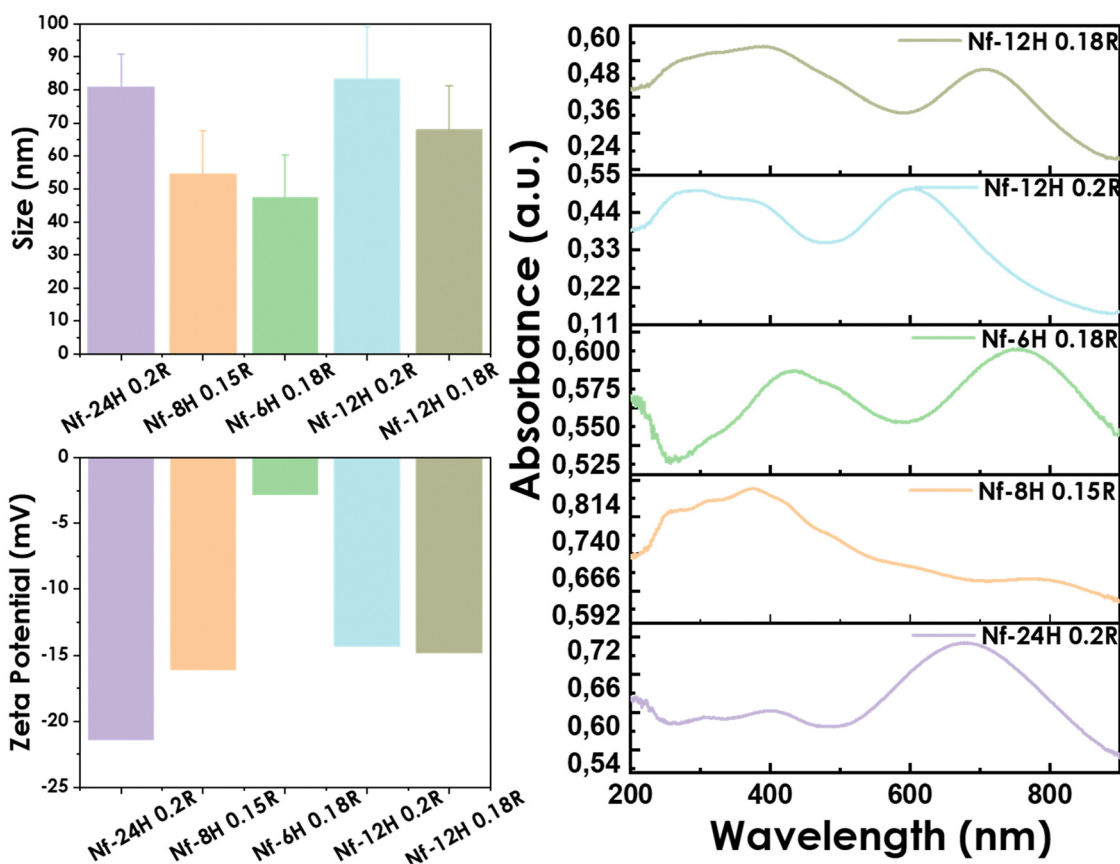 Size (nm)
100
90
80
70
60
50
40
30
20
10
0
Nf-24H 0.2R
Nf-8H 0.15R
Nf-6H 0.18R
Nf-12H 0.2R
Nf-12H 0.18R
Zeta Potential (mV)
0
-5
-10
-15
-20
-25
Nf-24H 0.2R
Nf-8H 0.15R
Nf-6H 0.18R
Nf-12H 0.2R
Nf-12H 0.18R
Absorbance (a.u.)
0,60
0,48
0,36
0,24
0,55
Nf-12H 0.18R
0,44
0,33
0,22
0,11
Nf-12H 0.2R
0,600
0,575
0,550
0,525
Nf-6H 0.18R
0,814
0,740
0,666
0,592
Nf-8H 0.15R
0,72
0,66
0,60
0,54
Nf-24H 0.2R
200
400
600
800
Wavelength (nm)